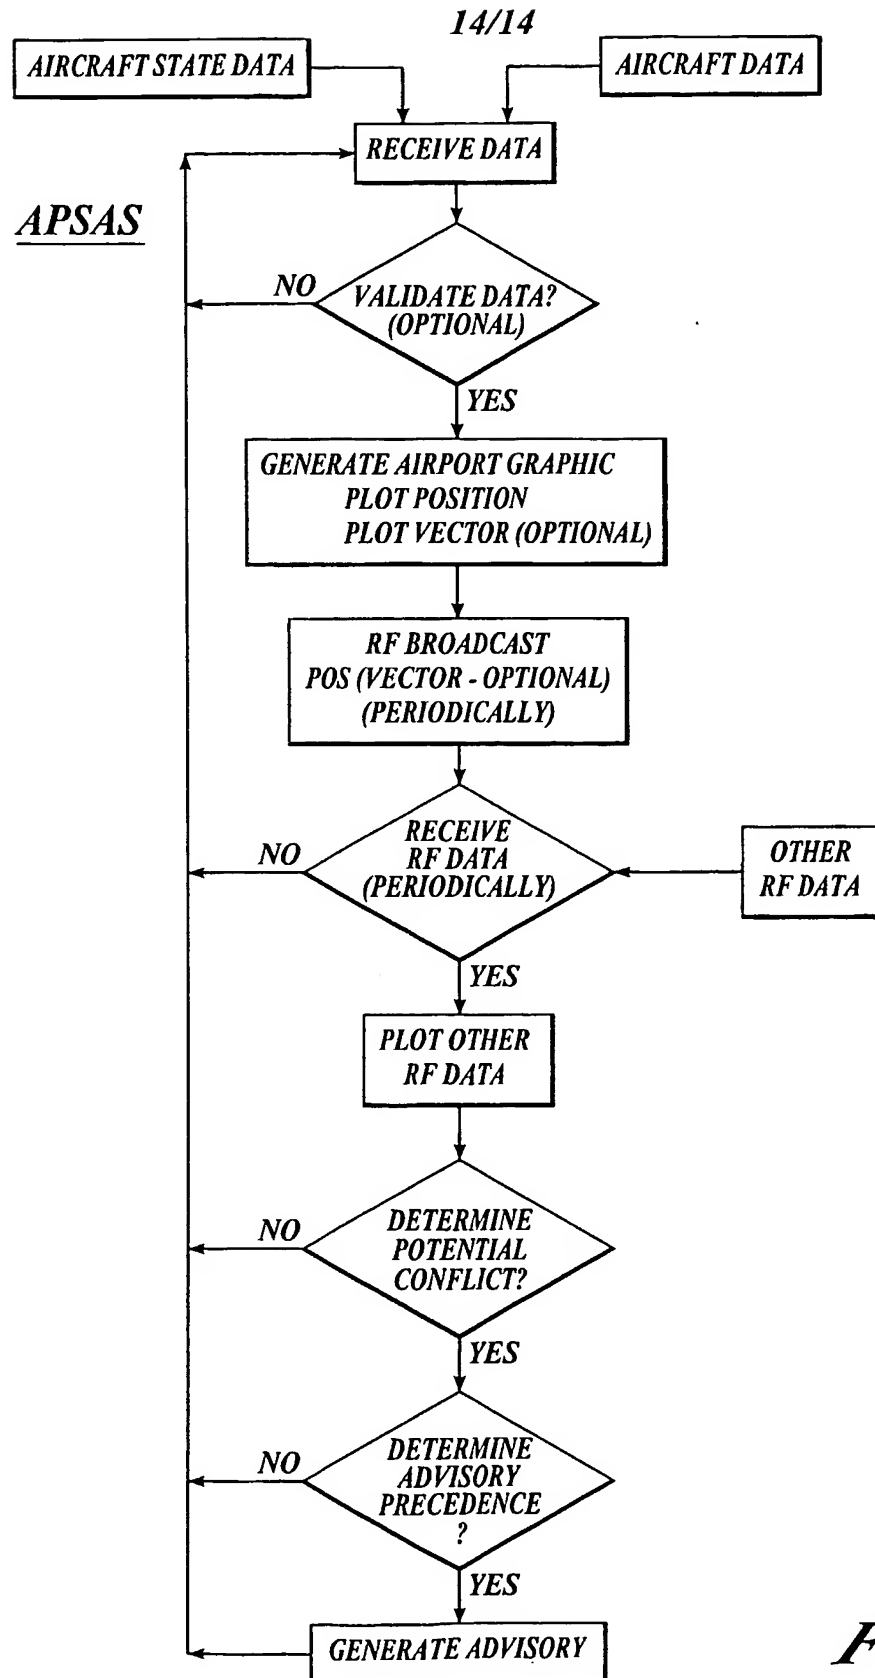 14/14
AIRCRAFT STATE DATA
AIRCRAFT DATA
RECEIVE DATA
APSAS
NO
VALIDATE DATA?
(OPTIONAL)
YES
GENERATE AIRPORT GRAPHIC
PLOT POSITION
PLOT VECTOR (OPTIONAL)
RF BROADCAST
POS (VECTOR - OPTIONAL)
(PERIODICALLY)
NO
RECEIVE
RF DATA
(PERIODICALLY)
OTHER
RF DATA
YES
PLOT OTHER
RF DATA
NO
DETERMINE
POTENTIAL
CONFLICT?
YES
NO
DETERMINE
ADVISORY
PRECEDENCE
?
YES
GENERATE ADVISORY
F